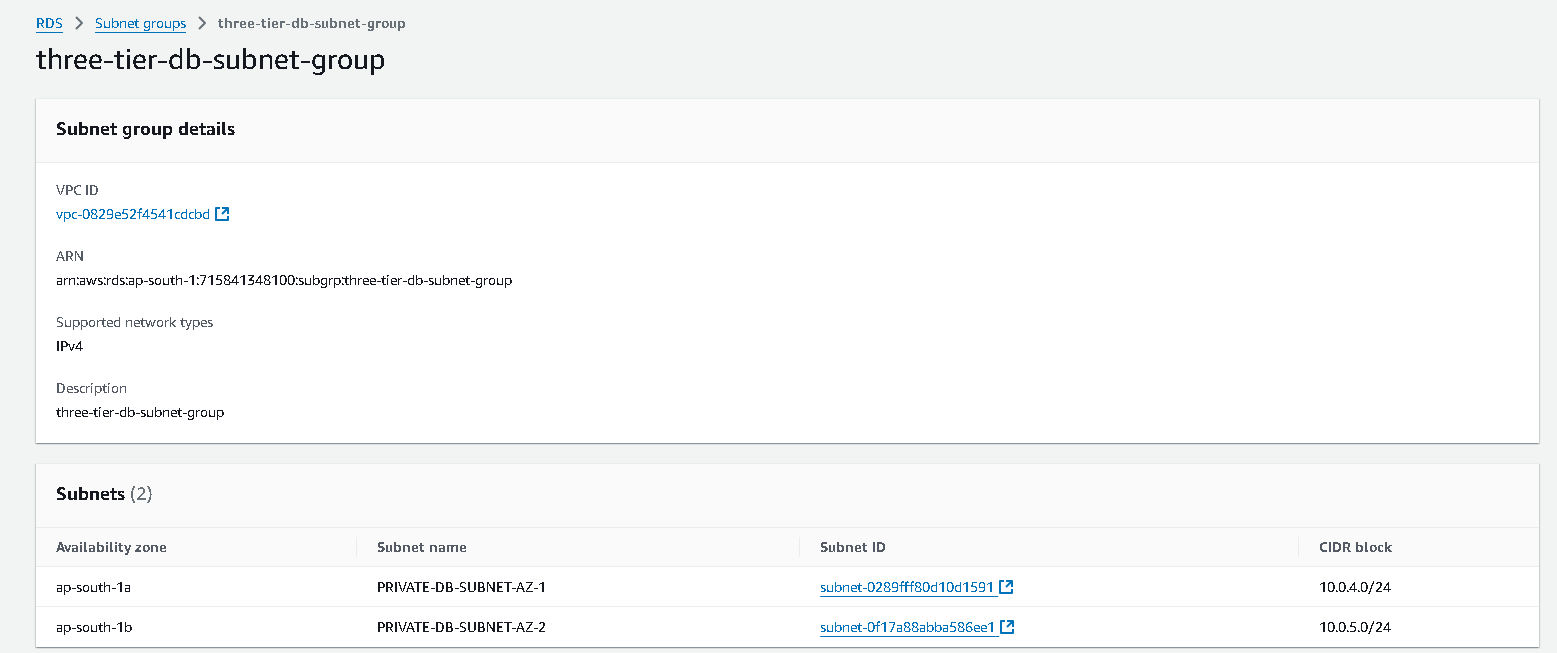 RDS > Subnet groups > three-tier-db-subnet-group
three-tier-db-subnet-group
Subnet group details
VPC ID
vpc-0829e52f4541cdcbd
ARN
arn:aws:rds:ap-south-1:715841348100:subgrp:three-tier-db-subnet-group
Supported network types
IPv4
Description
three-tier-db-subnet-group
Subnets (2)
Availability zone Subnet name Subnet ID CIDR block
ap-south-1a PRIVATE-DB-SUBNET-AZ-1 subnet-0289fff80d10d1591 10.0.4.0/24
ap-south-1b PRIVATE-DB-SUBNET-AZ-2 subnet-0f17a88abba586ee1 10.0.5.0/24